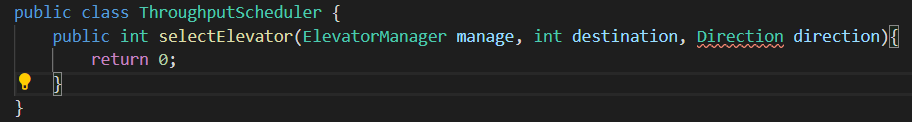 public class ThroughputScheduler {
    public int selectElevator(ElevatorManager manage, int destination, Direction direction){
        return 0;
    }
}